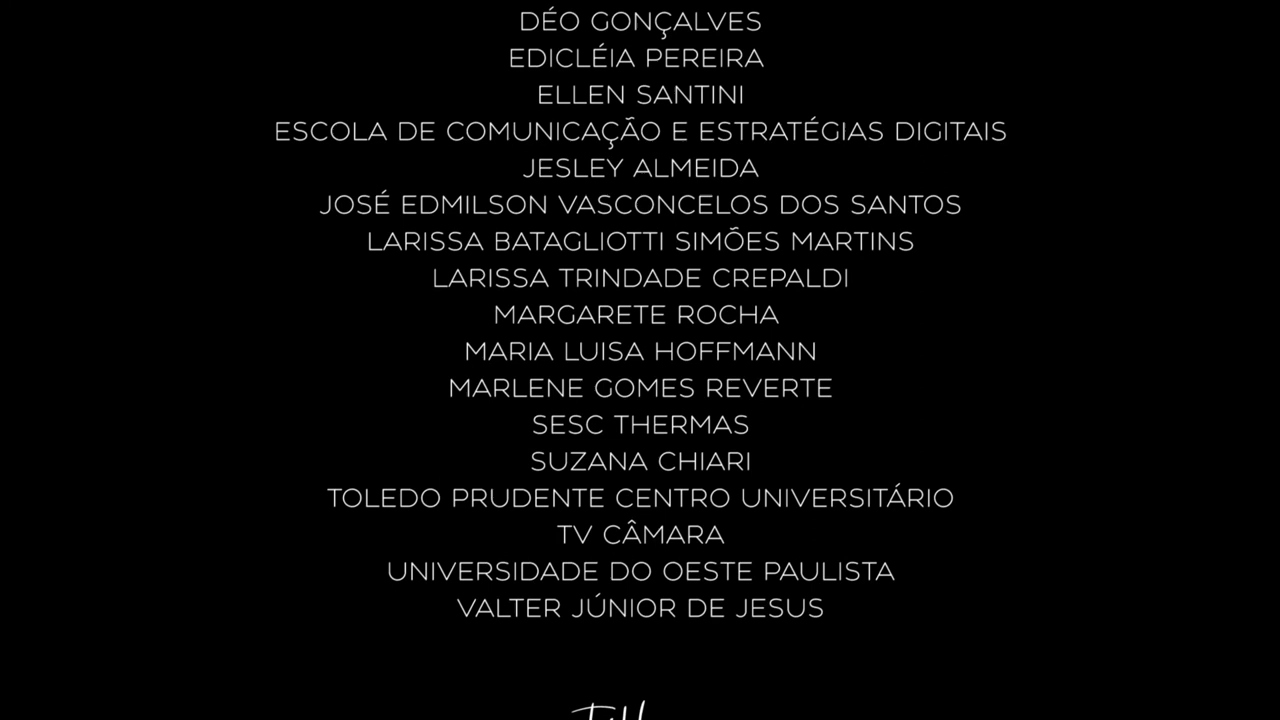 DÉO GONÇALVES
EDICLÉIA PEREIRA
ELLEN SANTINI
ESCOLA DE COMUNICAÇÃO E ESTRATÉGIAS DIGITAIS
JESLEY ALMEIDA
JOSÉ EDMILSON VASCONCELOS DOS SANTOS
LARISSA BATAGLIOTTI SIMÕES MARTINS
LARISSA TRINDADE CREPALDI
MARGARETE ROCHA
MARIA LUISA HOFFMANN
MARLENE GOMES REVERTE
SESC THERMAS
SUZANA CHIARI
TOLEDO PRUDENTE CENTRO UNIVERSITÁRIO
TV CÂMARA
UNIVERSIDADE DO OESTE PAULISTA
VALTER JÚNIOR DE JESUS